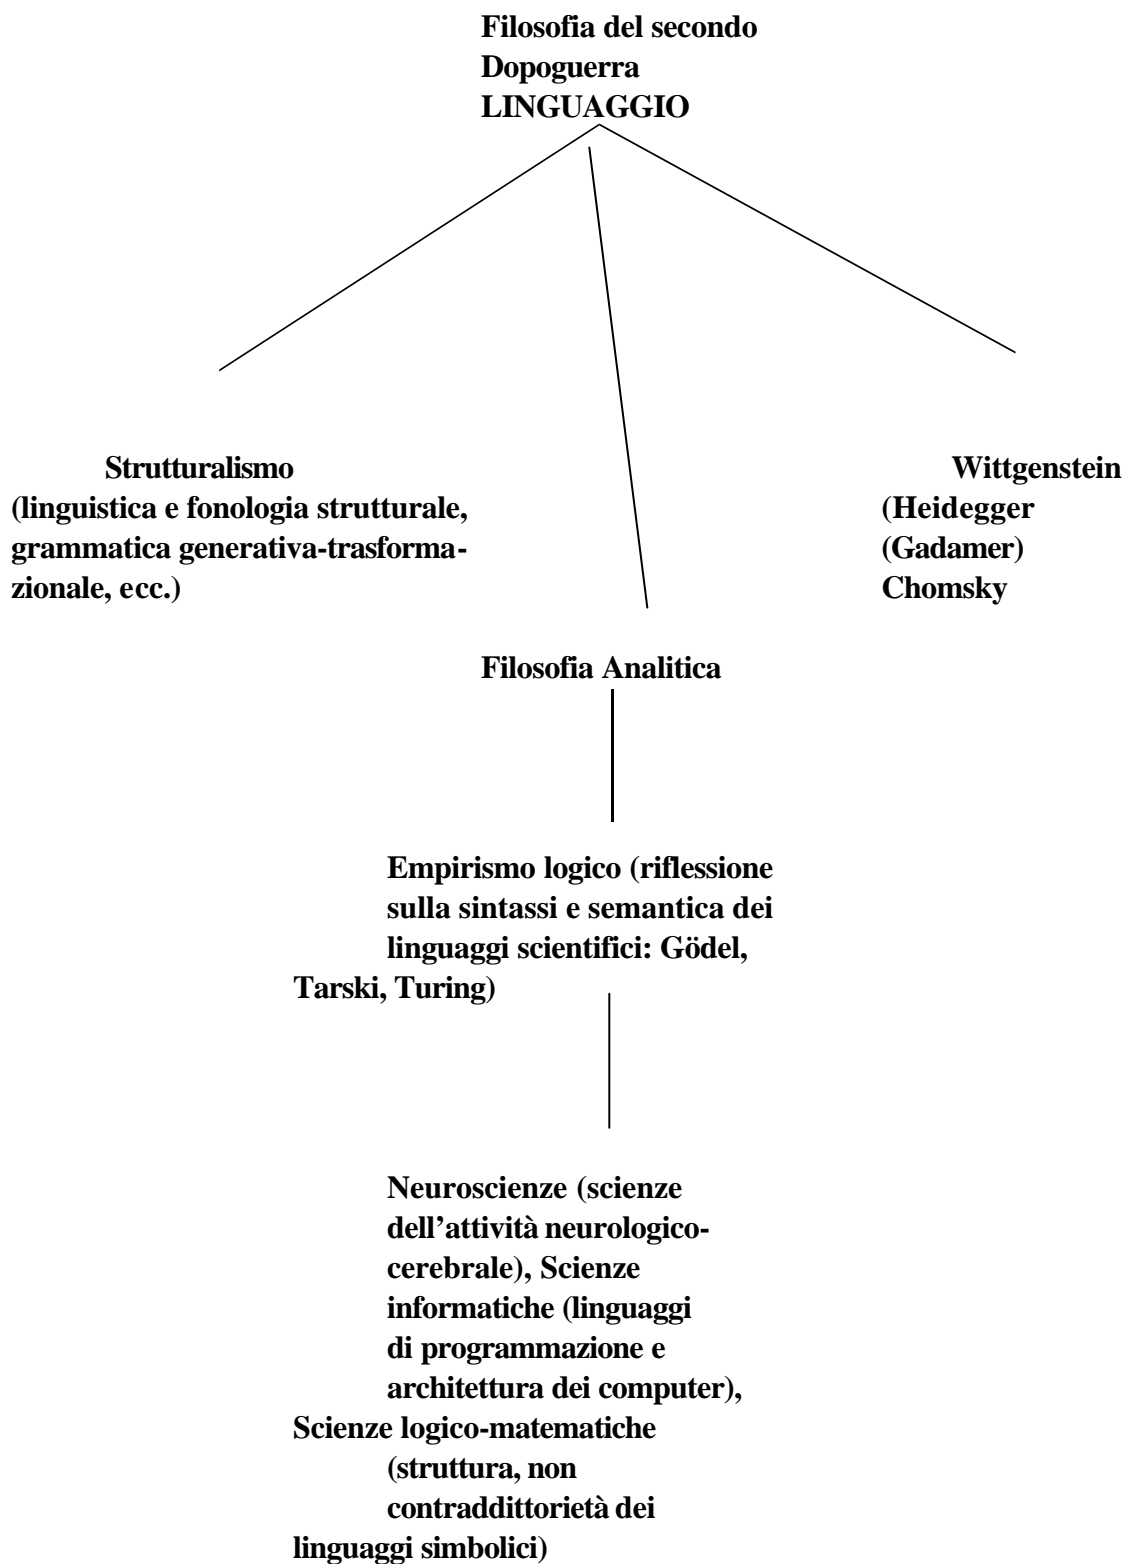 Filosofia del secondo
Dopoguerra
LINGUAGGIO
Strutturalismo
(linguistica e fonologia strutturale,
grammatica generativa-trasforma-
zionale, ecc.)
Wittgenstein
(Heidegger
(Gadamer)
Chomsky
Filosofia Analitica
Empirismo logico (riflessione
sulla sintassi e semantica dei
linguaggi scientifici: Gödel,
Tarski, Turing)
Neuroscienze (scienze
dell’attività neurologico-
cerebrale), Scienze
informatiche (linguaggi
di programmazione e
architettura dei computer),
Scienze logico-matematiche
(struttura, non
contraddittorietà dei
linguaggi simbolici)